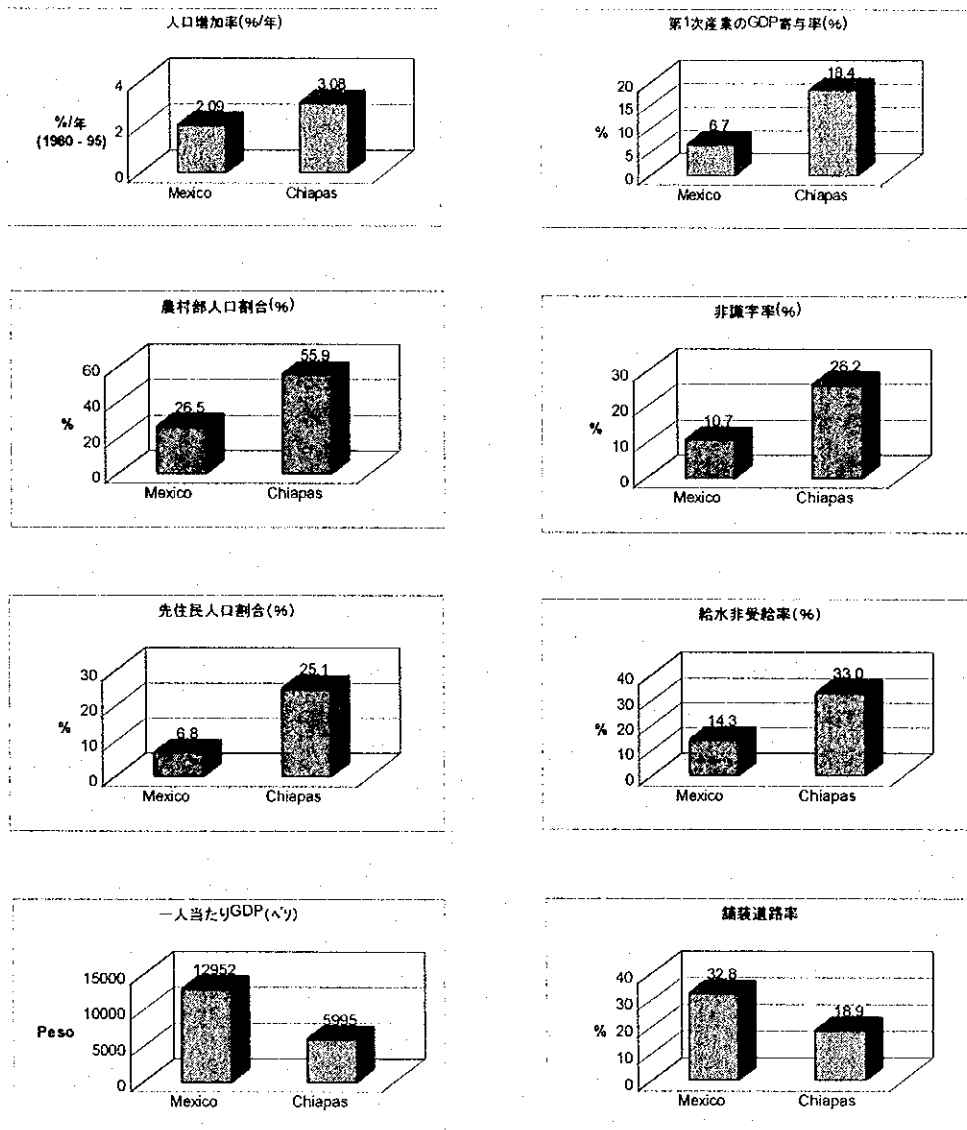 人口増加率(%/年)
4
2
0
%/年
(1980 - 95)
2.09
3.08
Mexico
Chiapas
第1次産業のGDP寄与率(%)
20
15
10
5
0
%
6.7
18.4
Mexico
Chiapas
農村部人口割合(%)
60
40
20
0
%
26.5
55.9
Mexico
Chiapas
非識字率(%)
30
20
10
0
%
10.7
26.2
Mexico
Chiapas
先住民人口割合(%)
30
20
10
0
%
6.8
25.1
Mexico
Chiapas
給水非受給率(%)
40
30
20
10
0
%
14.3
33.0
Mexico
Chiapas
一人当たりGDP(ペソ)
15000
10000
5000
0
Peso
12952
5995
Mexico
Chiapas
舗装道路率
40
30
20
10
0
%
32.8
18.9
Mexico
Chiapas